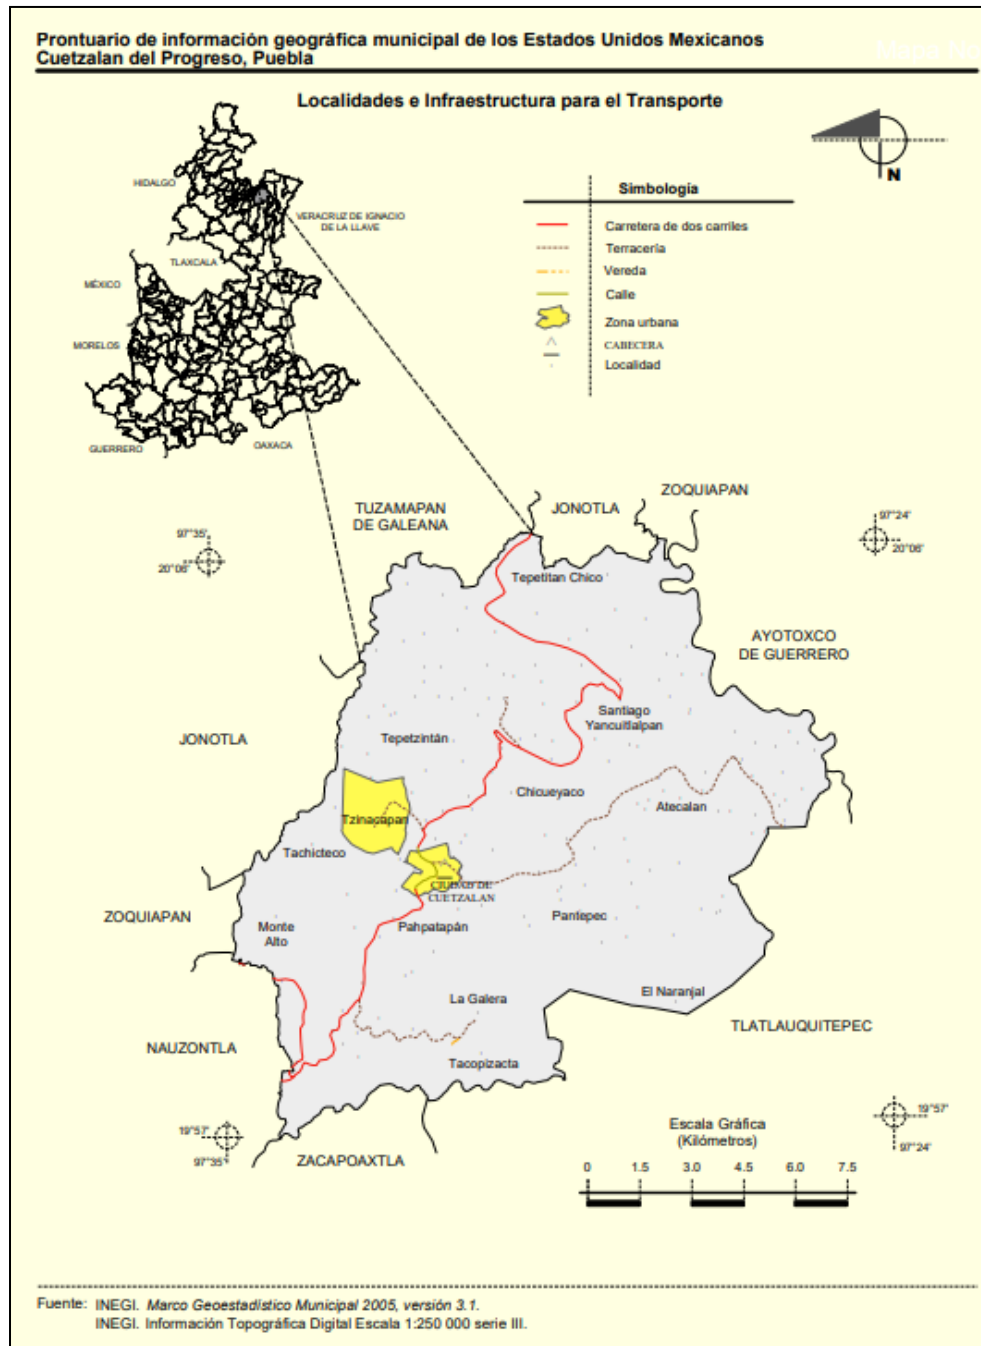 Prontuario de información geográfica municipal de los Estados Unidos Mexicanos
Cuetzalan del Progreso, Puebla
Localidades e Infraestructura para el Transporte
N
Simbología
Carretera de dos carriles
Terracería
Vereda
Calle
Zona urbana
CABECERA
Localidad
HIDALGO
VERACRUZ DE IGNACIO
DE LA LLAVE
TLAXCALA
MÉXICO
MORELOS
GUERRERO
OAXACA
TUZAMAPAN
DE GALEANA
JONOTLA
ZOQUIAPAN
97°35'
20°06'
97°24'
20°06'
Tepetitan Chico
AYOTOXCO
DE GUERRERO
Santiago
Yancuitlalpan
JONOTLA
Tepetzintán
Chicueyaco
Atecalan
Tzinacapan
Tachicteco
CIUDAD DE
CUETZALAN
ZOQUIAPAN
Monte
Alto
Pahpatapán
Pantepec
El Naranjal
La Galera
TLATLAUQUITEPEC
NAUZONTLA
Tacopizacta
19°57'
97°35'
ZACAPOAXTLA
19°57'
97°24'
Escala Gráfica
(Kilómetros)
0 1.5 3.0 4.5 6.0 7.5
Fuente: INEGI. Marco Geoestadístico Municipal 2005, versión 3.1.
INEGI. Información Topográfica Digital Escala 1:250 000 serie III.